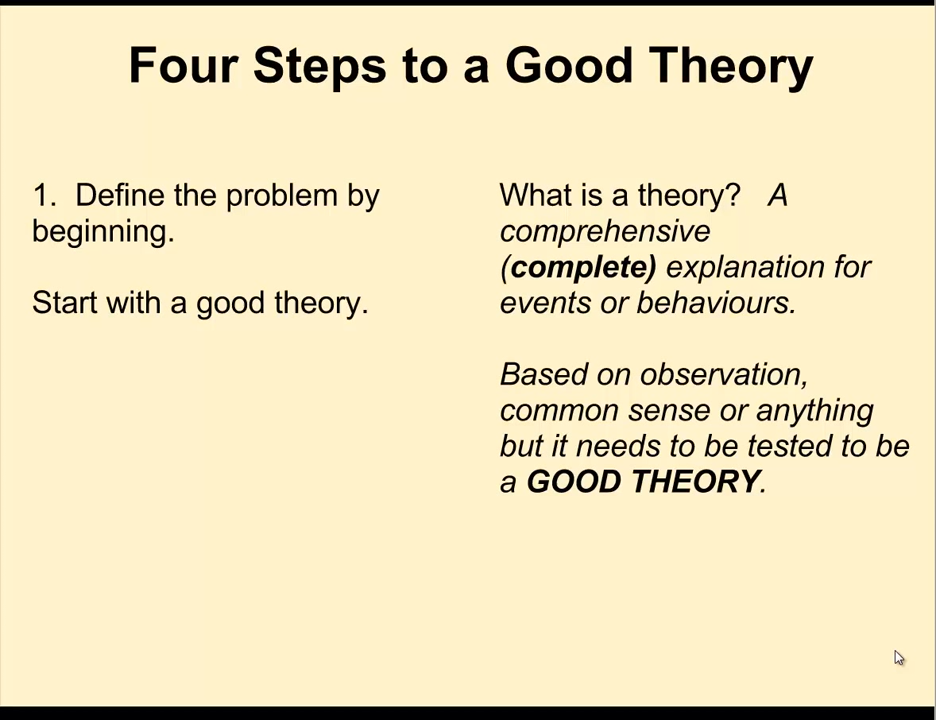 Four Steps to a Good Theory
1. Define the problem by
beginning.
Start with a good theory.
What is a theory? A
comprehensive
(complete) explanation for
events or behaviours.
Based on observation,
common sense or anything
but it needs to be tested to be
a GOOD THEORY.